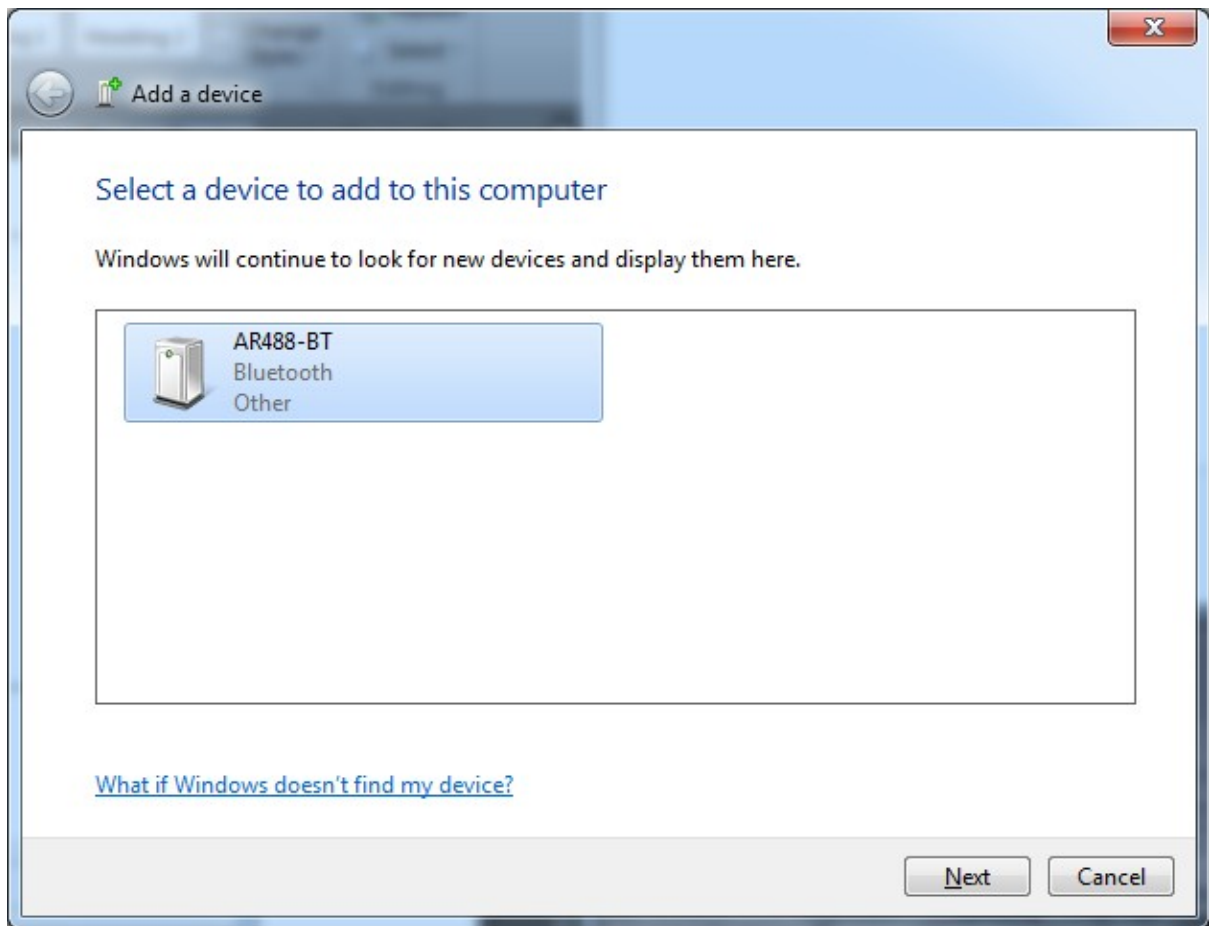 Add a device
Select a device to add to this computer
Windows will continue to look for new devices and display them here.
AR488-BT
Bluetooth
Other
What if Windows doesn't find my device?
Next
Cancel